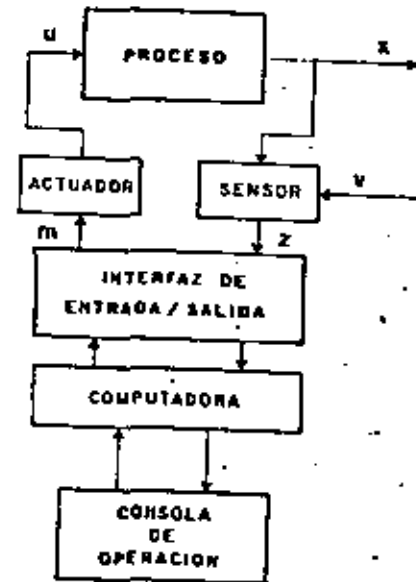 u
PROCESO
x
ACTUADOR
SENSOR
v
m
z
INTERFAZ DE
ENTRADA / SALIDA
COMPUTADORA
CONSOLA
DE
OPERACION